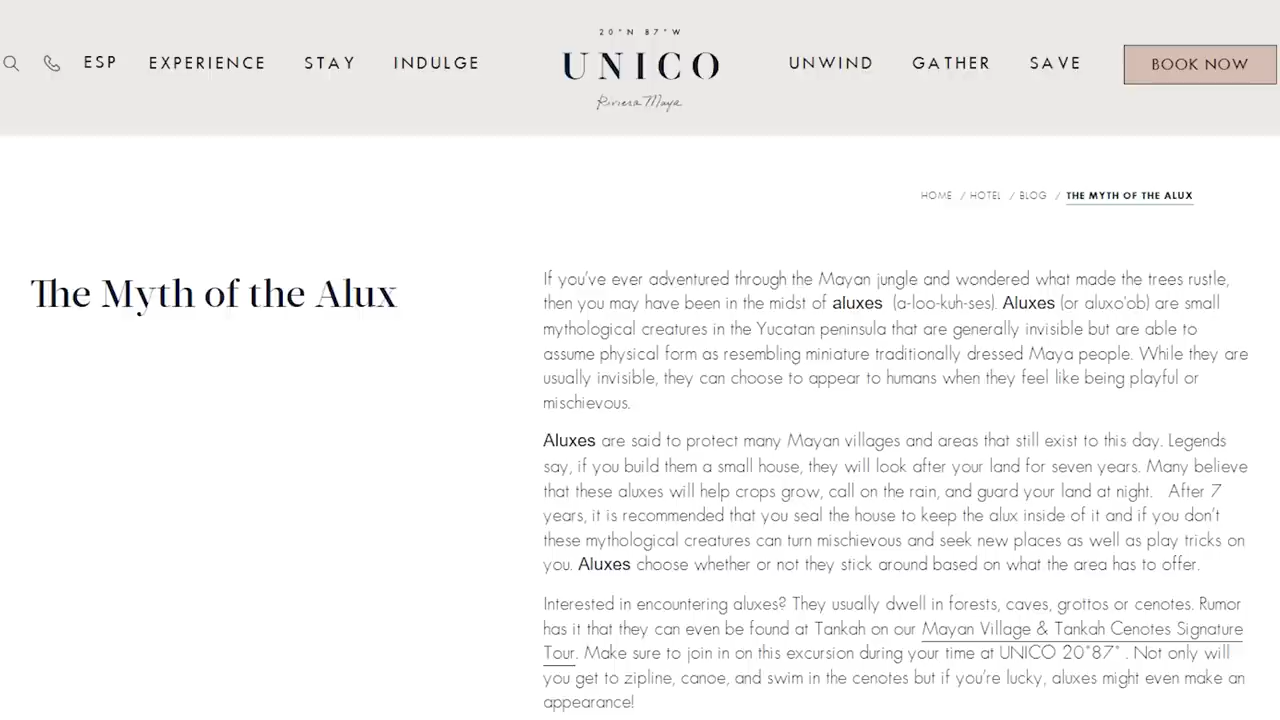 20°N 87°W
ESP EXPERIENCE STAY INDULGE UNICO UNWIND GATHER SAVE BOOK NOW
Riviera Maya
HOME / HOTEL / BLOG / THE MYTH OF THE ALUX
The Myth of the Alux
If you've ever adventured through the Mayan jungle and wondered what made the trees rustle,
then you may have been in the midst of aluxes (a-loo-kuh-ses). Aluxes (or aluxo'ob) are small
mythological creatures in the Yucatan peninsula that are generally invisible but are able to
assume physical form as resembling miniature traditionally dressed Maya people. While they are
usually invisible, they can choose to appear to humans when they feel like being playful or
mischievous.
Aluxes are said to protect many Mayan villages and areas that still exist to this day. Legends
say, if you build them a small house, they will look after your land for seven years. Many believe
that these aluxes will help crops grow, call on the rain, and guard your land at night. After 7
years, it is recommended that you seal the house to keep the alux inside of it and if you don't
these mythological creatures can turn mischievous and seek new places as well as play tricks on
you. Aluxes choose whether or not they stick around based on what the area has to offer.
Interested in encountering aluxes? They usually dwell in forests, caves, grottos or cenotes. Rumor
has it that they can even be found at Tankah on our Mayan Village & Tankah Cenotes Signature
Tour. Make sure to join in on this excursion during your time at UNICO 20°87° . Not only will
you get to zipline, canoe, and swim in the cenotes but if you're lucky, aluxes might even make an
appearance!